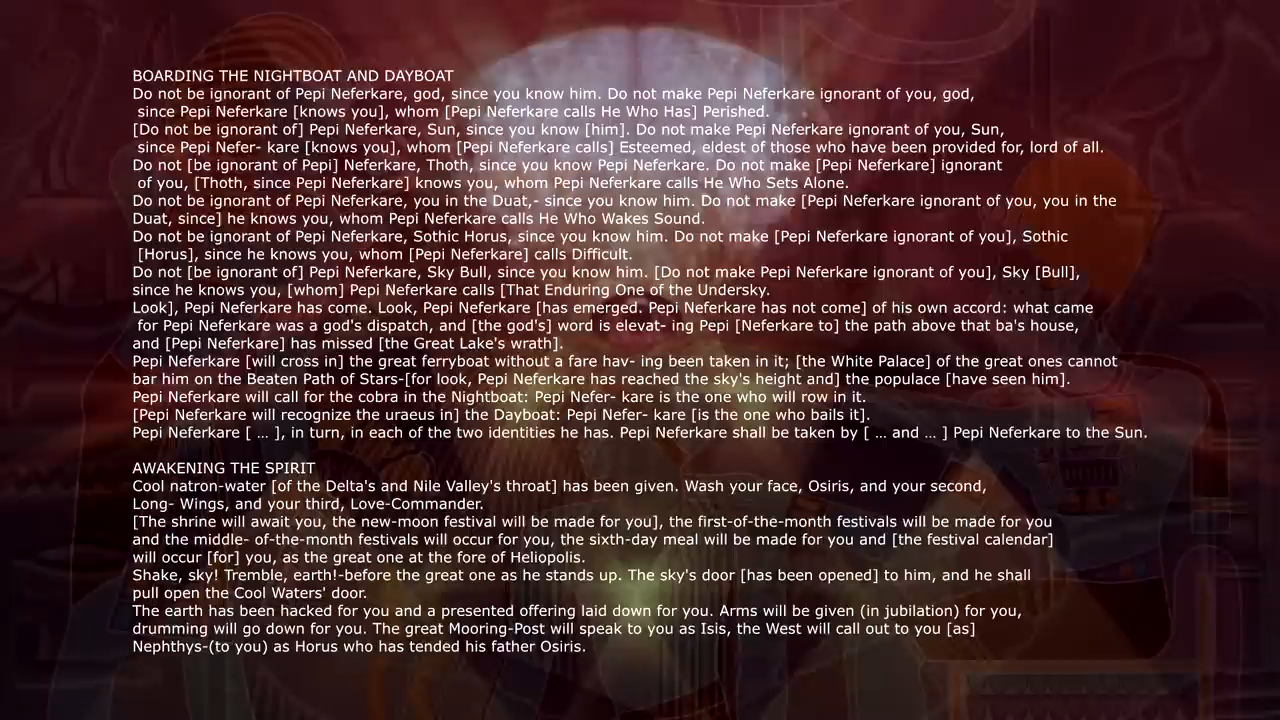 BOARDING THE NIGHTBOAT AND DAYBOAT
Do not be ignorant of Pepi Neferkare, god, since you know him. Do not make Pepi Neferkare ignorant of you, god,
since Pepi Neferkare [knows you], whom [Pepi Neferkare calls He Who Has] Perished.
[Do not be ignorant of] Pepi Neferkare, Sun, since you know [him]. Do not make Pepi Neferkare ignorant of you, Sun,
since Pepi Nefer- kare [knows you], whom [Pepi Neferkare calls] Esteemed, eldest of those who have been provided for, lord of all.
Do not [be ignorant of Pepi] Neferkare, Thoth, since you know Pepi Neferkare. Do not make [Pepi Neferkare] ignorant
of you, [Thoth, since Pepi Neferkare] knows you, whom Pepi Neferkare calls He Who Sets Alone.
Do not be ignorant of Pepi Neferkare, you in the Duat,- since you know him. Do not make [Pepi Neferkare ignorant of you, you in the
Duat, since] he knows you, whom Pepi Neferkare calls He Who Wakes Sound.
Do not be ignorant of Pepi Neferkare, Sothic Horus, since you know him. Do not make [Pepi Neferkare ignorant of you], Sothic
[Horus], since he knows you, whom [Pepi Neferkare] calls Difficult.
Do not [be ignorant of] Pepi Neferkare, Sky Bull, since you know him. [Do not make Pepi Neferkare ignorant of you], Sky [Bull],
since he knows you, [whom] Pepi Neferkare calls [That Enduring One of the Undersky.
Look], Pepi Neferkare has come. Look, Pepi Neferkare [has emerged. Pepi Neferkare has not come] of his own accord: what came
for Pepi Neferkare was a god's dispatch, and [the god's] word is elevat- ing Pepi [Neferkare to] the path above that ba's house,
and [Pepi Neferkare] has missed [the Great Lake's wrath].
Pepi Neferkare [will cross in] the great ferryboat without a fare hav- ing been taken in it; [the White Palace] of the great ones cannot
bar him on the Beaten Path of Stars-[for look, Pepi Neferkare has reached the sky's height and] the populace [have seen him].
Pepi Neferkare will call for the cobra in the Nightboat: Pepi Nefer- kare is the one who will row in it.
[Pepi Neferkare will recognize the uraeus in] the Dayboat: Pepi Nefer- kare [is the one who bails it].
Pepi Neferkare [ … ], in turn, in each of the two identities he has. Pepi Neferkare shall be taken by [ … and … ] Pepi Neferkare to the Sun.
AWAKENING THE SPIRIT
Cool natron-water [of the Delta's and Nile Valley's throat] has been given. Wash your face, Osiris, and your second,
Long- Wings, and your third, Love-Commander.
[The shrine will await you, the new-moon festival will be made for you], the first-of-the-month festivals will be made for you
and the middle- of-the-month festivals will occur for you, the sixth-day meal will be made for you and [the festival calendar]
will occur [for] you, as the great one at the fore of Heliopolis.
Shake, sky! Tremble, earth!-before the great one as he stands up. The sky's door [has been opened] to him, and he shall
pull open the Cool Waters' door.
The earth has been hacked for you and a presented offering laid down for you. Arms will be given (in jubilation) for you,
drumming will go down for you. The great Mooring-Post will speak to you as Isis, the West will call out to you [as]
Nephthys-(to you) as Horus who has tended his father Osiris.